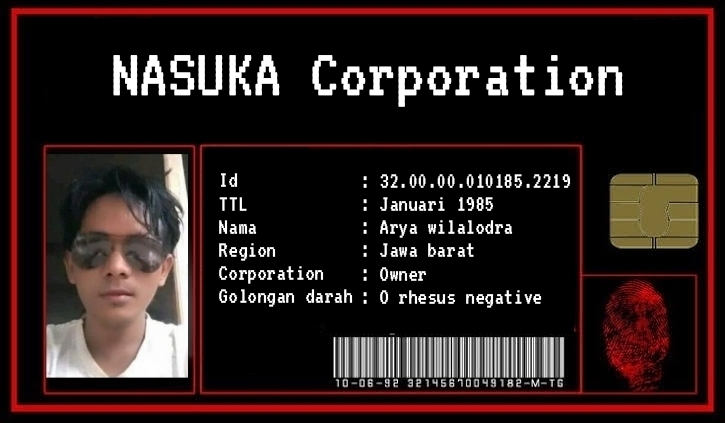 NASUKA Corporation
Id : 32.00.00.010185.2219
TTL : Januari 1985
Nama : Arya wilalodra
Region : Jawa barat
Corporation : Owner
Golongan darah : O rhesus negative
10-06-92 32145670049182-M-TG